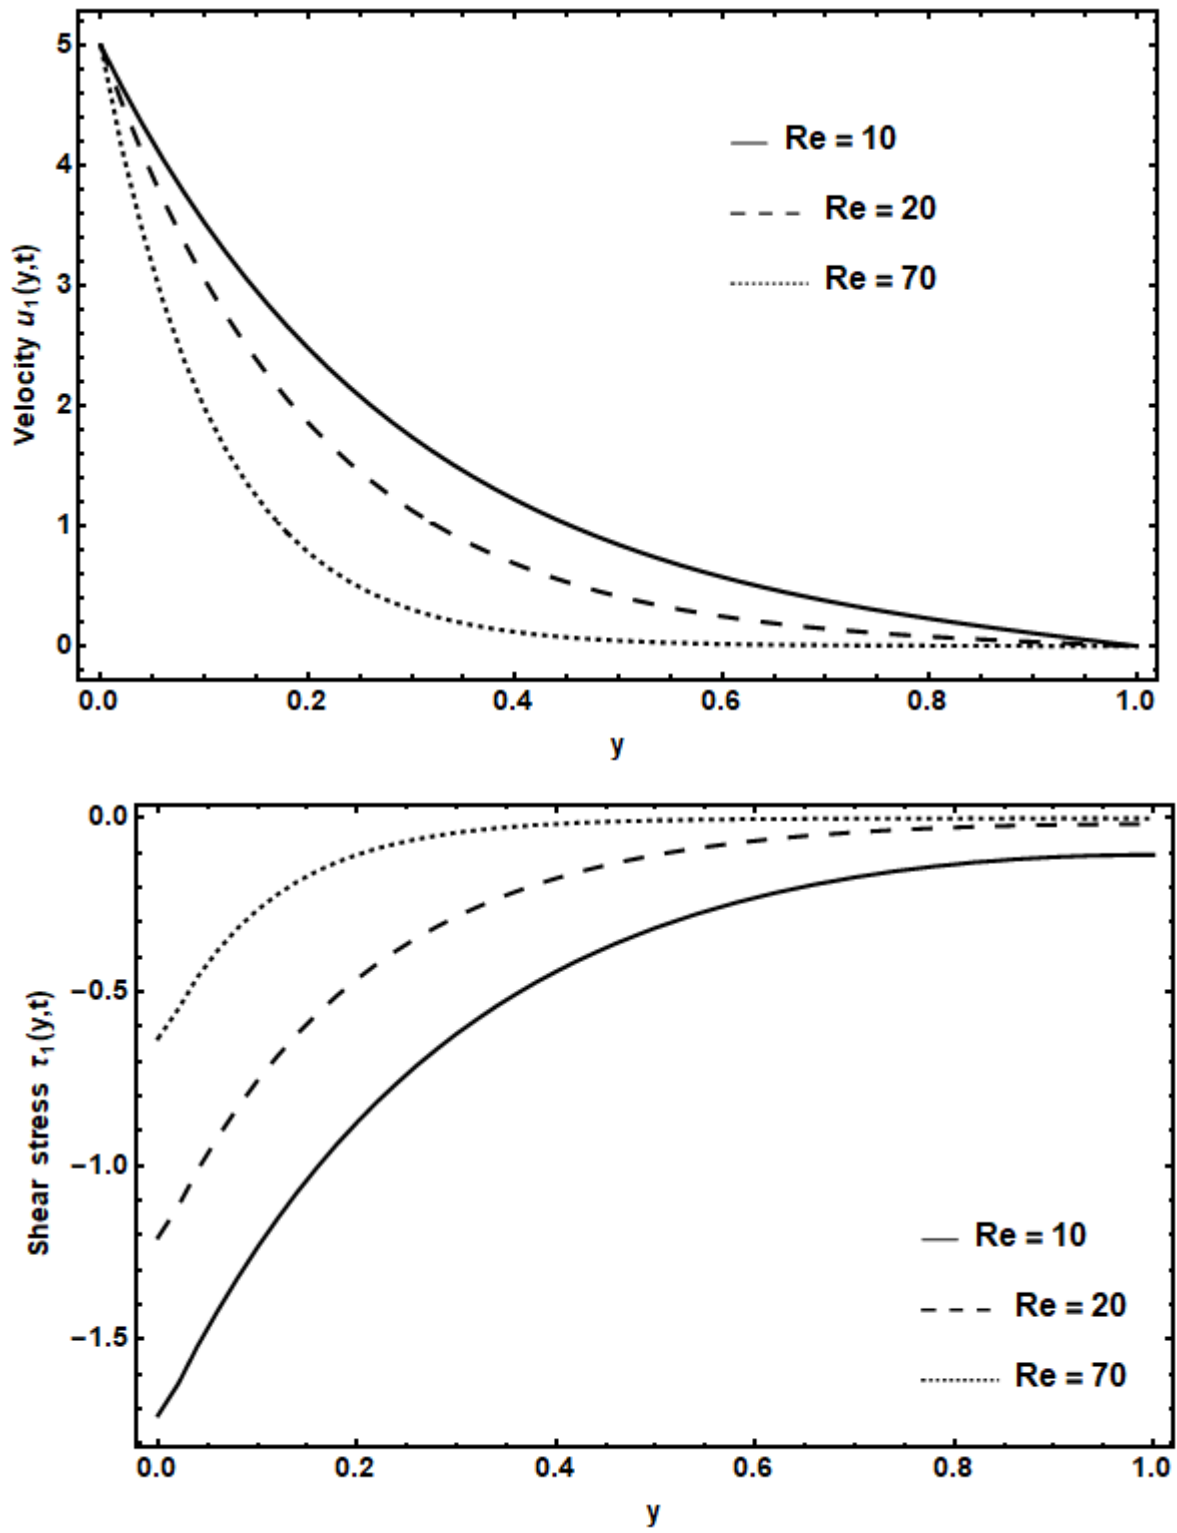 5
4
3
2
1
0
Velocity u₁(y,t)
Re = 10
Re = 20
Re = 70
0.0 0.2 0.4 0.6 0.8 1.0
y
0.0
−0.5
−1.0
−1.5
Shear stress τ₁(y,t)
Re = 10
Re = 20
Re = 70
0.0 0.2 0.4 0.6 0.8 1.0
y